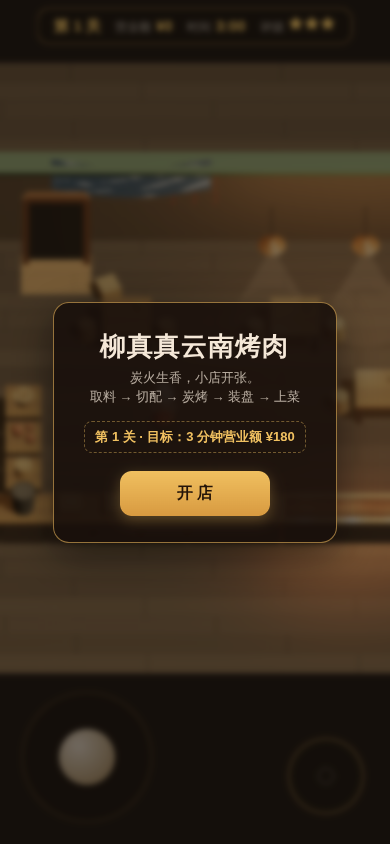 第 1 关
3:00
柳真真云南烤肉
炭火生香，小店开张。
取料 → 切配 → 炭烤 → 装盘 → 上菜
第 1 关 · 目标：3 分钟营业额 ¥180
开 店